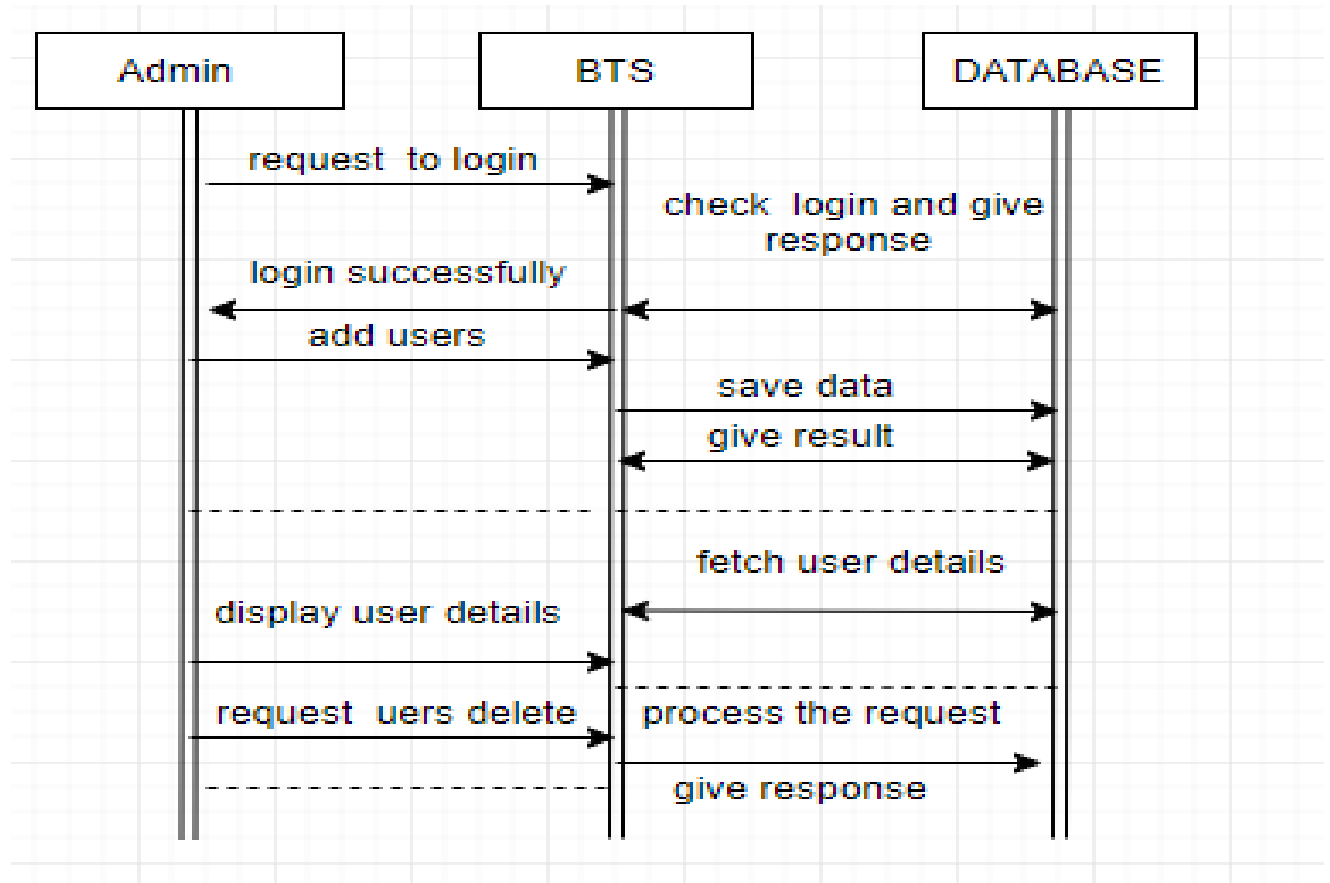 Admin
BTS
DATABASE
request to login
check login and give
response
login successfully
add users
save data
give result
fetch user details
display user details
request uers delete
process the request
give response